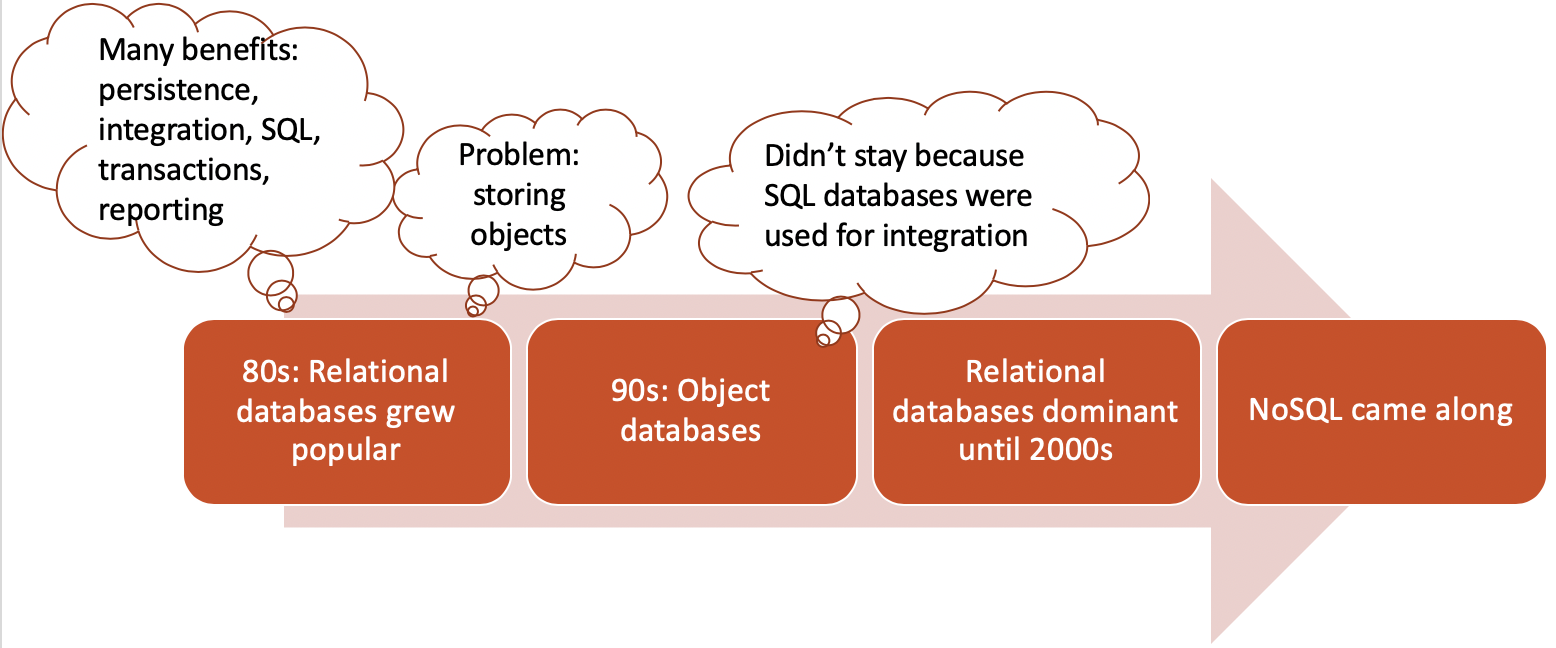 Many benefits:
persistence,
integration, SQL,
transactions,
reporting
Problem:
storing
objects
Didn’t stay because
SQL databases were
used for integration
80s: Relational
databases grew
popular
90s: Object
databases
Relational
databases dominant
until 2000s
NoSQL came along